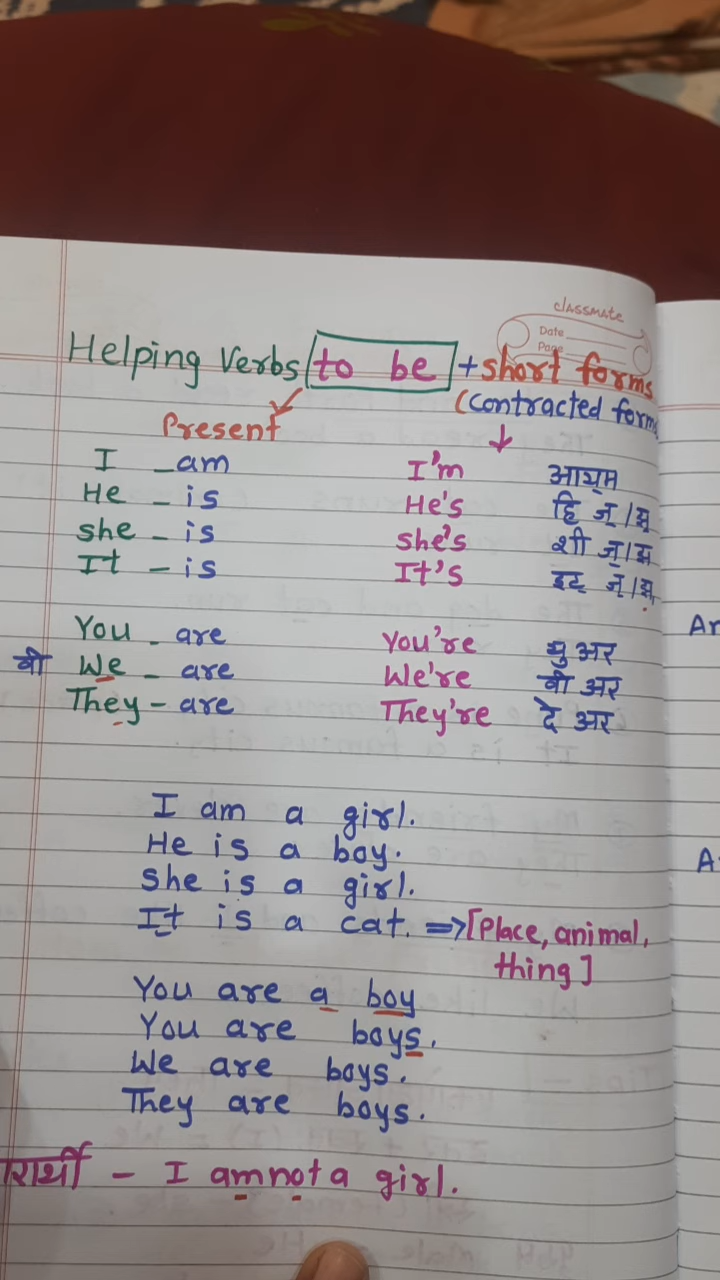 classmate
Date
Page
Helping Verbs to be + short forms
(contracted form
Present
I - am I'm आयम
He - is He's हि ज़्/झ्
she - is she's शी ज़्/झ्
It - is It's इट् ज़्/झ्
You - are You're यु अर
वी We - are We're वी अर
They - are They're दे अर
I am a girl.
He is a boy.
She is a girl.
It is a cat. ⇒ [Place, animal,
thing]
You are a boy
You are boys.
We are boys.
They are boys.
रार्थी - I am not a girl.